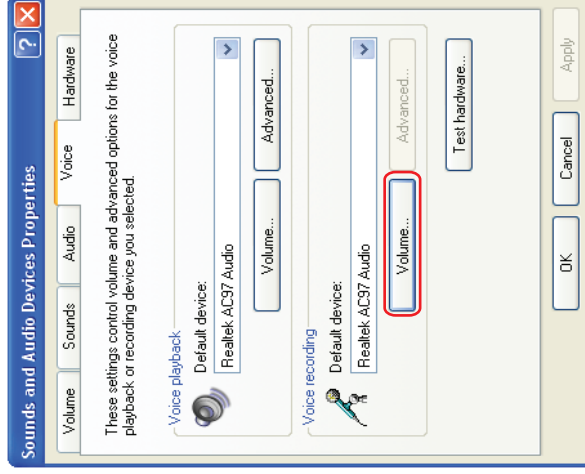 Sounds and Audio Devices Properties
Volume Sounds Audio Voice Hardware
These settings control volume and advanced options for the voice
playback or recording device you selected.
Voice playback
Default device:
Realtek AC97 Audio
Volume... Advanced...
Voice recording
Default device:
Realtek AC97 Audio
Volume... Advanced...
Test hardware...
OK Cancel Apply